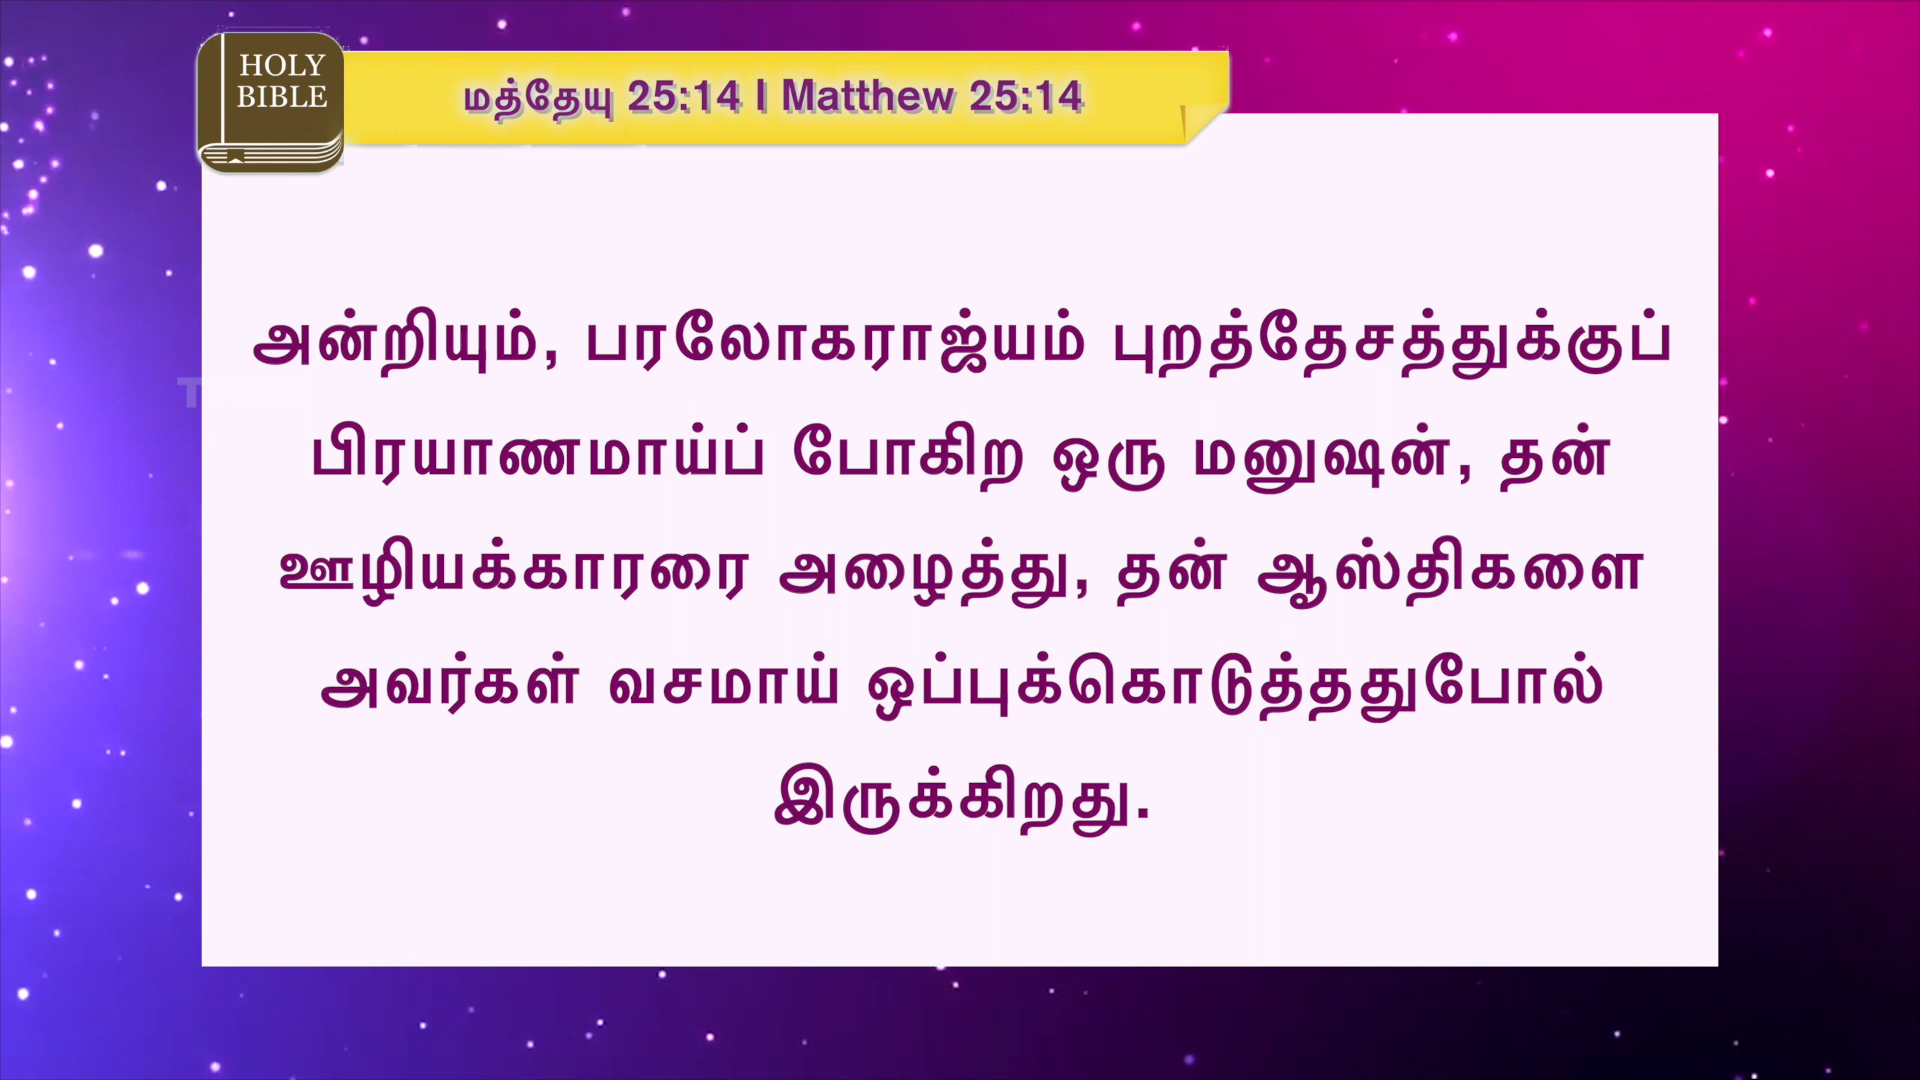 HOLY
BIBLE
மத்தேயு 25:14 I Matthew 25:14
அன்றியும், பரலோகராஜ்யம் புறத்தேசத்துக்குப்
பிரயாணமாய்ப் போகிற ஒரு மனுஷன், தன்
ஊழியக்காரரை அழைத்து, தன் ஆஸ்திகளை
அவர்கள் வசமாய் ஒப்புக்கொடுத்ததுபோல்
இருக்கிறது.